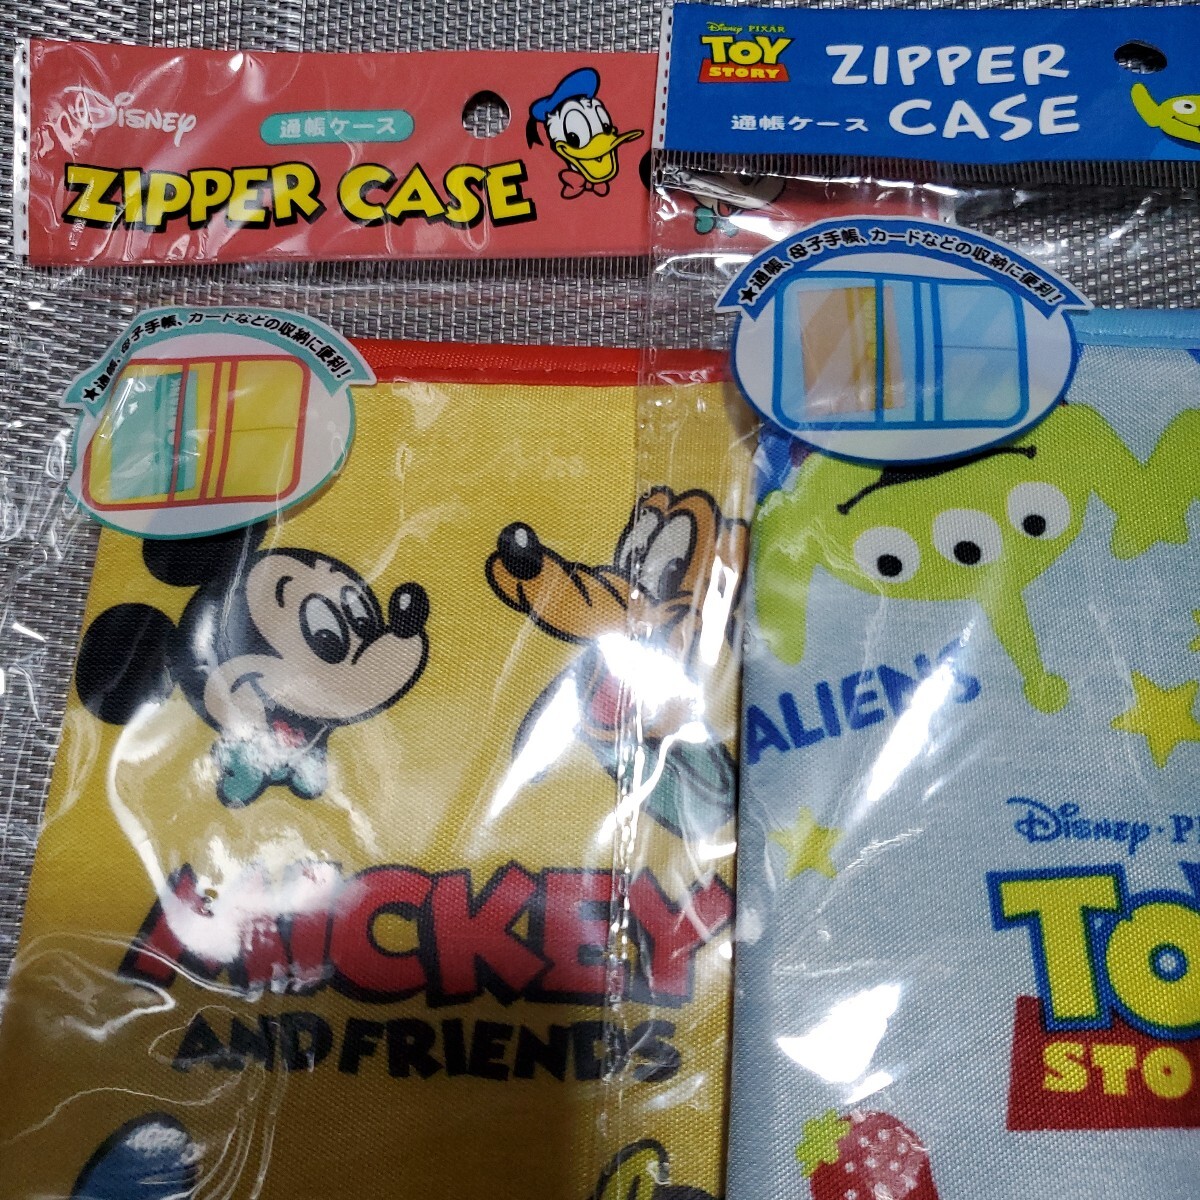 Disney
通帳ケース
ZIPPER CASE
★通帳、母子手帳、カードなどの収納に便利!
MICKEY
AND FRIENDS
Disney・PIXAR
TOY
STORY
ZIPPER
通帳ケース CASE
★通帳、母子手帳、カードなどの収納に便利!
ALIENS
Disney・P
TO
STO